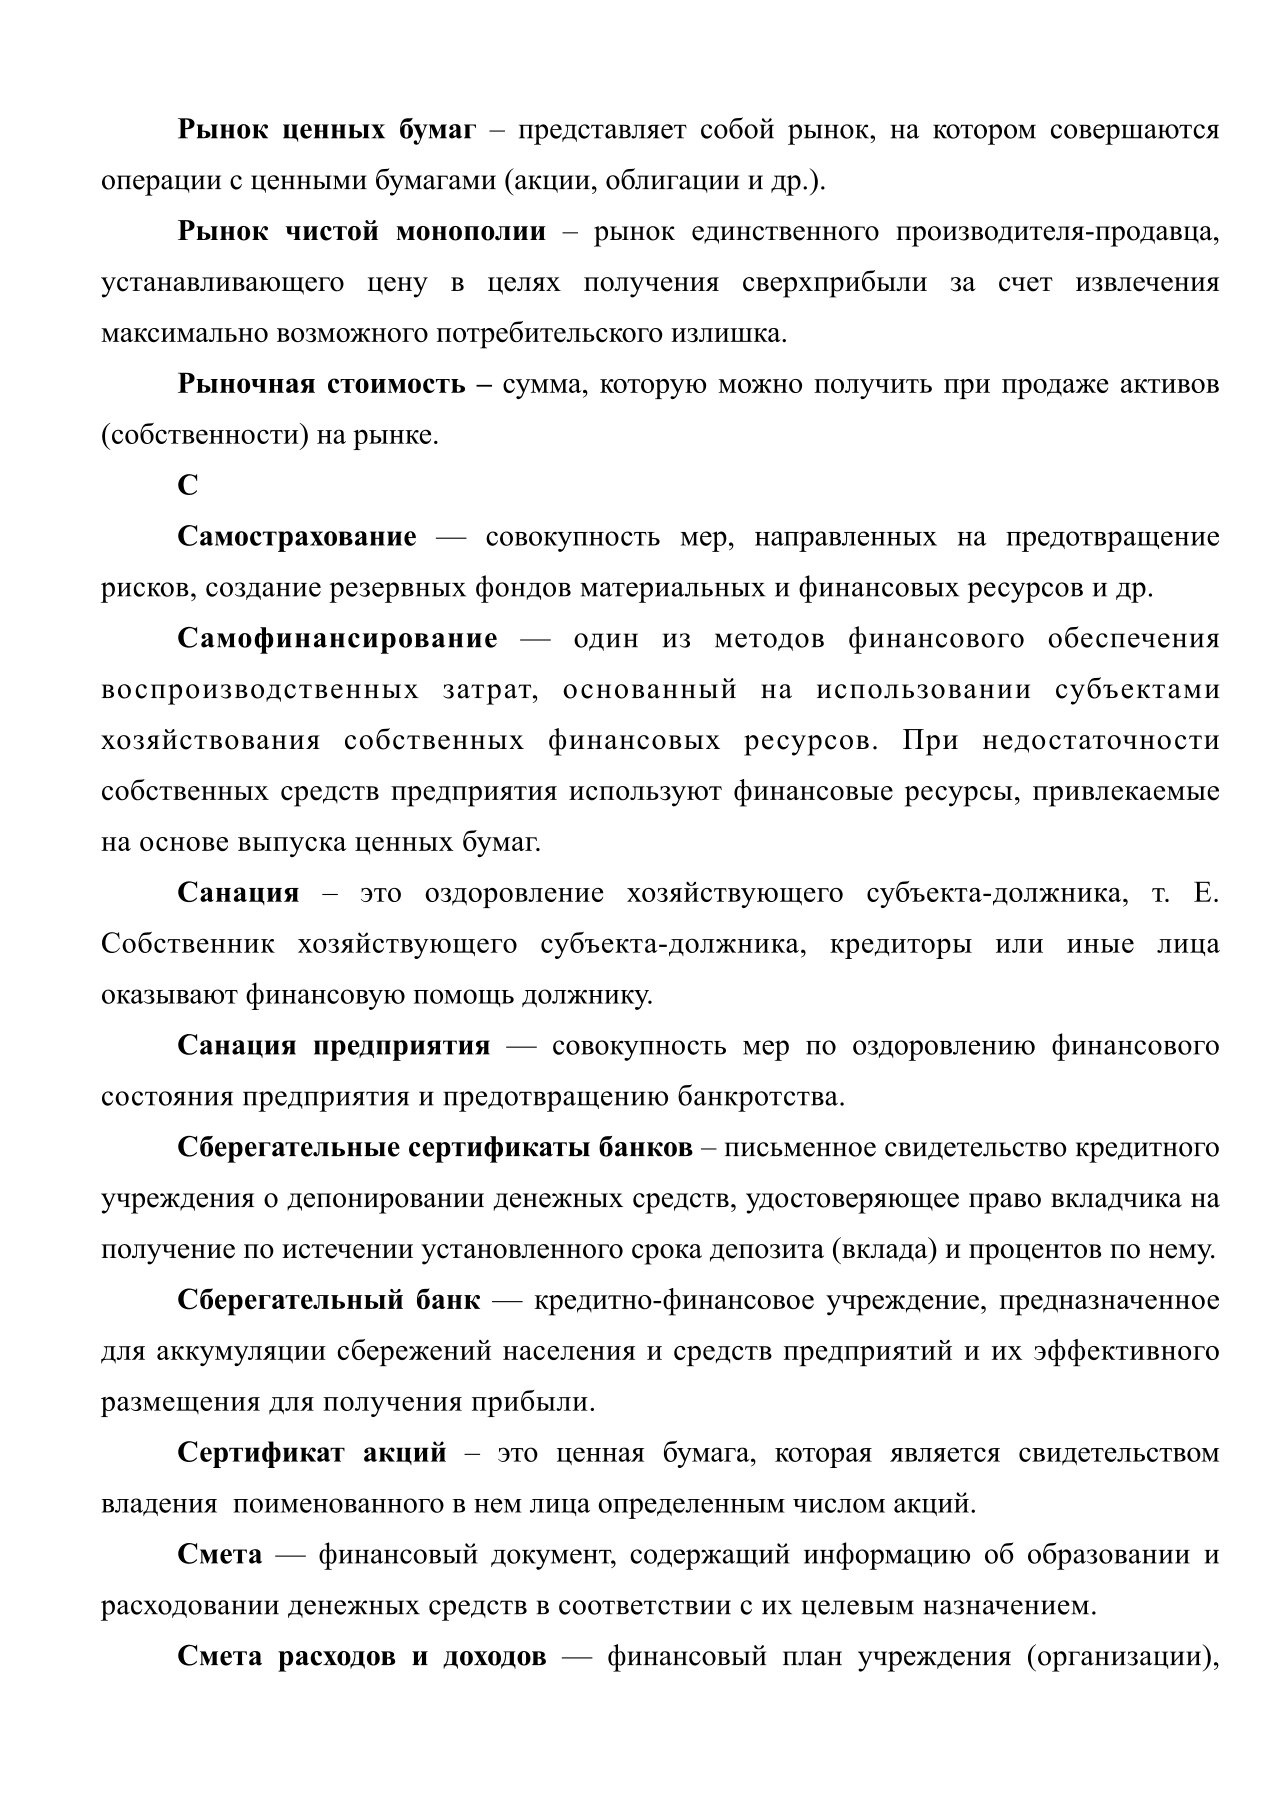 Рынок ценных бумаг – представляет собой рынок, на котором совершаются
операции с ценными бумагами (акции, облигации и др.).
Рынок чистой монополии – рынок единственного производителя-продавца,
устанавливающего цену в целях получения сверхприбыли за счет извлечения
максимально возможного потребительского излишка.
Рыночная стоимость – сумма, которую можно получить при продаже активов
(собственности) на рынке.
С
Самострахование — совокупность мер, направленных на предотвращение
рисков, создание резервных фондов материальных и финансовых ресурсов и др.
Самофинансирование — один из методов финансового обеспечения
воспроизводственных затрат, основанный на использовании субъектами
хозяйствования собственных финансовых ресурсов. При недостаточности
собственных средств предприятия используют финансовые ресурсы, привлекаемые
на основе выпуска ценных бумаг.
Санация – это оздоровление хозяйствующего субъекта-должника, т. Е.
Собственник хозяйствующего субъекта-должника, кредиторы или иные лица
оказывают финансовую помощь должнику.
Санация предприятия — совокупность мер по оздоровлению финансового
состояния предприятия и предотвращению банкротства.
Сберегательные сертификаты банков – письменное свидетельство кредитного
учреждения о депонировании денежных средств, удостоверяющее право вкладчика на
получение по истечении установленного срока депозита (вклада) и процентов по нему.
Сберегательный банк — кредитно-финансовое учреждение, предназначенное
для аккумуляции сбережений населения и средств предприятий и их эффективного
размещения для получения прибыли.
Сертификат акций – это ценная бумага, которая является свидетельством
владения поименованного в нем лица определенным числом акций.
Смета — финансовый документ, содержащий информацию об образовании и
расходовании денежных средств в соответствии с их целевым назначением.
Смета расходов и доходов — финансовый план учреждения (организации),